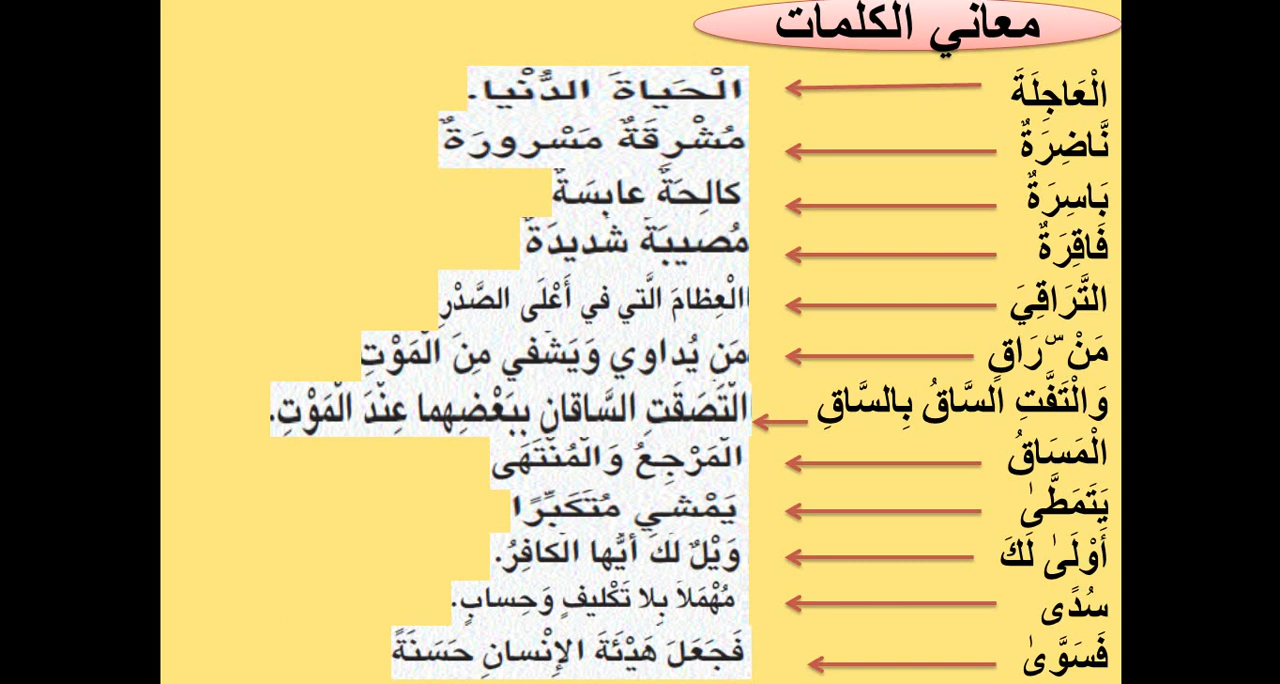 معاني الكلمات
الْعَاجِلَةَ الْحَياةَ الدُّنْيا.
نَّاضِرَةٌ مُشْرِقَةٌ مَسْرورَةٌ
بَاسِرَةٌ كالِحَةٌ عابِسَةٌ
فَاقِرَةٌ مُصيبَةٌ شَديدَةٌ
التَّرَاقِيَ الْعِظامَ الَّتي في أَعْلَى الصَّدْرِ
مَنْ ۜ رَاقٍ مَن يُداوي وَيَشْفي مِنَ الْمَوْتِ
وَالْتَفَّتِ السَّاقُ بِالسَّاقِ الْتَصَقَتِ السَّاقانِ بِبَعْضِهِما عِنْدَ الْمَوْتِ.
الْمَسَاقُ الْمَرْجِعُ وَالْمُنْتَهَى
يَتَمَطَّىٰ يَمْشي مُتَكَبِّرًا
أَوْلَىٰ لَكَ وَيْلٌ لَكَ أَيُّها الْكافِرُ.
سُدًى مُهْمَلاً بِلا تَكْليفٍ وَحِسابٍ.
فَسَوَّىٰ فَجَعَلَ هَيْئَةَ الإِنْسانِ حَسَنَةً